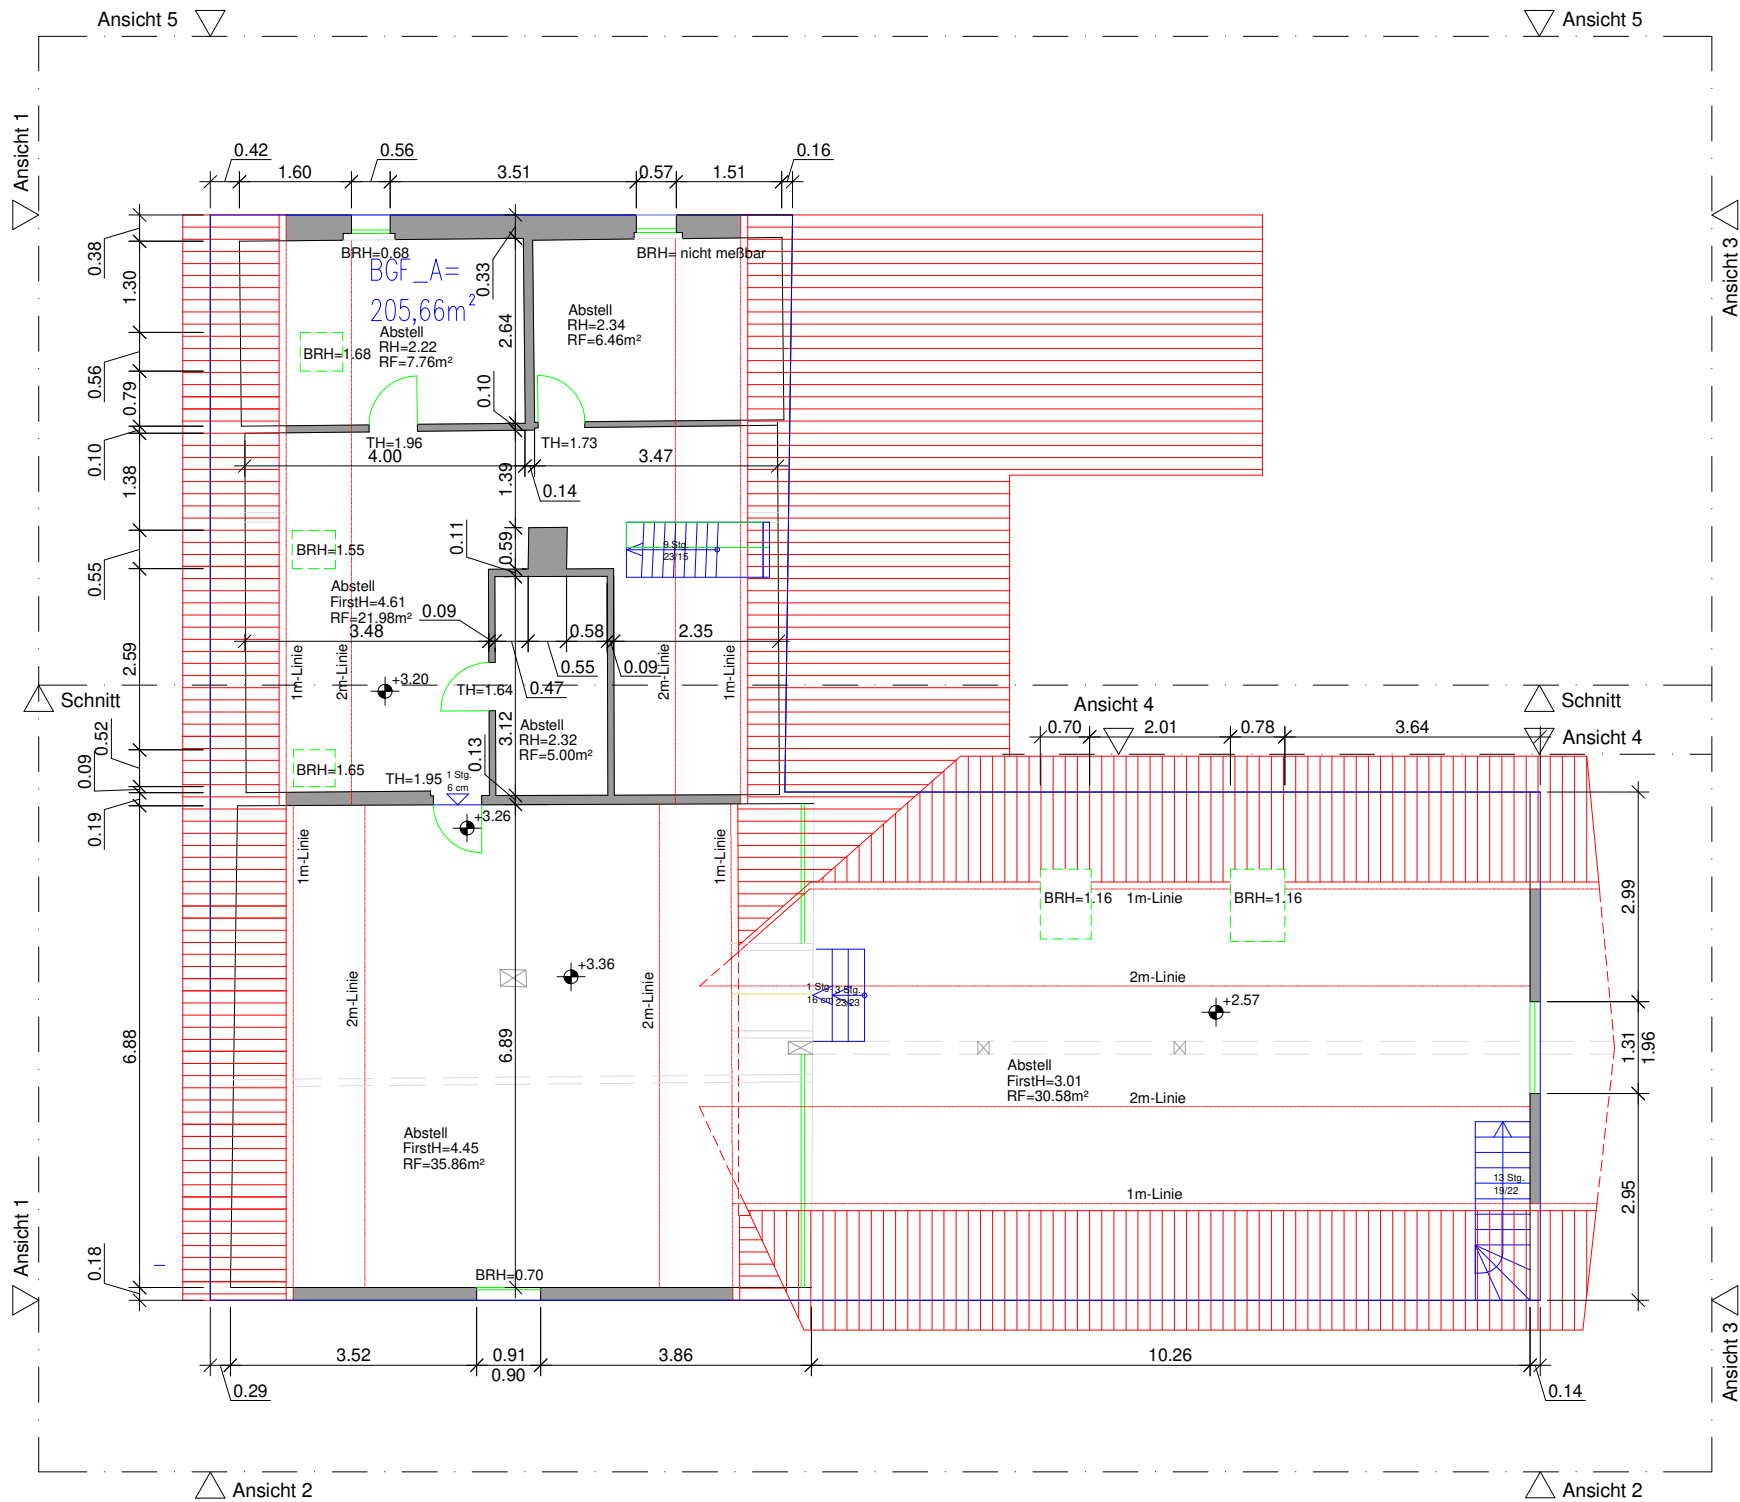 Ansicht 5
Ansicht 5
Ansicht 1
Ansicht 3
0.42
1.60
0.56
3.51
0.57
1.51
0.16
0.38
1.30
0.56
0.79
0.10
1.38
0.55
2.59
0.52
0.09
0.19
6.88
0.18
BRH=0.68
BRH= nicht meßbar
BGF_A=
205,66m²
0.33
Abstell
RH=2.22
RF=7.76m²
Abstell
RH=2.34
RF=6.46m²
BRH=1.68
2.64
0.10
TH=1.96
TH=1.73
4.00
3.47
0.14
1.39
0.11
0.59
BRH=1.55
9 Stg.
23/15
Abstell
FirstH=4.61
RF=21.98m²
0.09
3.48
0.58
2.35
0.55
0.09
0.47
1m-Linie
2m-Linie
2m-Linie
1m-Linie
+3.20
TH=1.64
Schnitt
Schnitt
Abstell
RH=2.32
RF=5.00m²
3.12
0.13
BRH=1.65
TH=1.95
1 Stg.
6 cm
+3.26
Ansicht 4
Ansicht 4
0.70
2.01
0.78
3.64
1m-Linie
1m-Linie
2m-Linie
2m-Linie
+3.36
6.89
BRH=1.16
BRH=1.16
1m-Linie
2m-Linie
1 Stg.
16 cm
3 Stg.
23/23
+2.57
Abstell
FirstH=3.01
RF=30.58m²
2m-Linie
1m-Linie
13 Stg.
19/22
2.99
1.31
1.96
2.95
Abstell
FirstH=4.45
RF=35.86m²
BRH=0.70
Ansicht 1
Ansicht 3
3.52
0.91
0.90
3.86
10.26
0.29
0.14
Ansicht 2
Ansicht 2